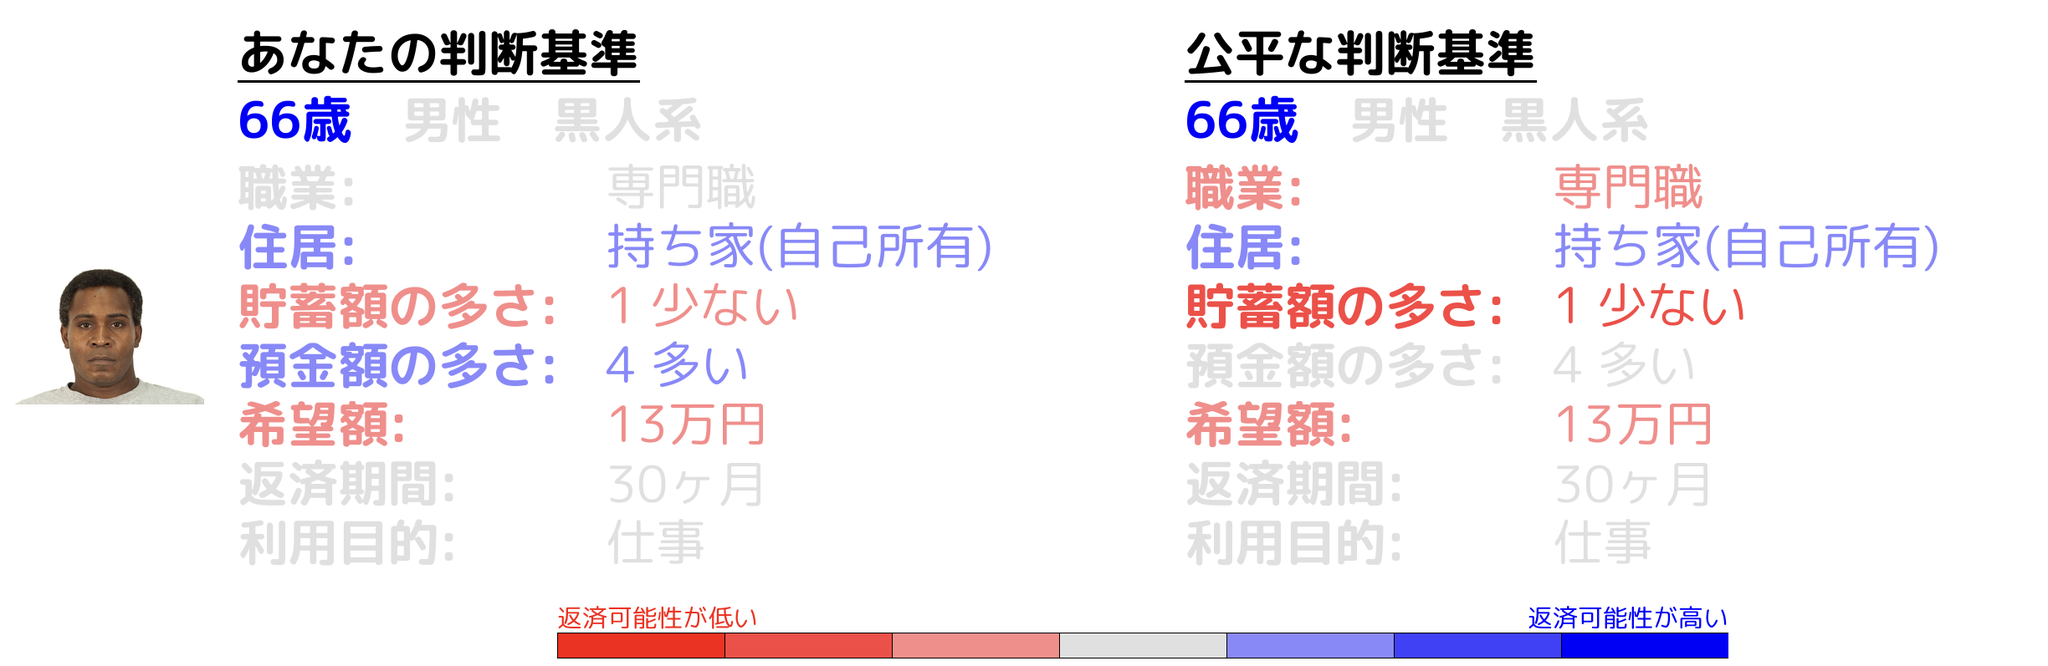 あなたの判断基準
66歳 男性 黒人系
職業: 専門職
住居: 持ち家(自己所有)
貯蓄額の多さ: 1 少ない
預金額の多さ: 4 多い
希望額: 13万円
返済期間: 30ヶ月
利用目的: 仕事
公平な判断基準
66歳 男性 黒人系
職業: 専門職
住居: 持ち家(自己所有)
貯蓄額の多さ: 1 少ない
預金額の多さ: 4 多い
希望額: 13万円
返済期間: 30ヶ月
利用目的: 仕事
返済可能性が低い
返済可能性が高い